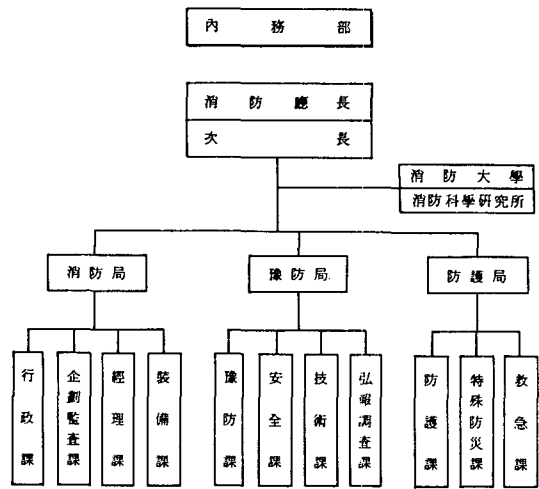 內務部
消防廳長
次長
消防大學
消防科學硏究所
消防局
豫防局
防護局
行政課
企劃監査課
經理課
裝備課
豫防課
安全課
技術課
弘報調査課
防護課
特殊防災課
救急課